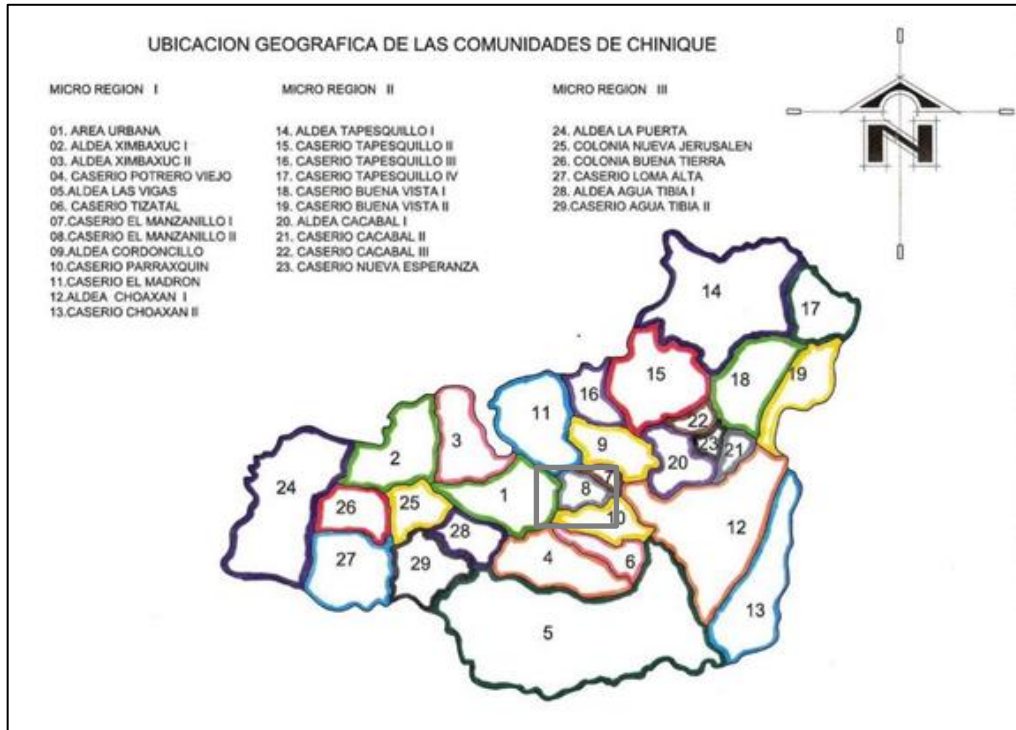 UBICACION GEOGRAFICA DE LAS COMUNIDADES DE CHINIQUE
MICRO REGION I
01. AREA URBANA
02. ALDEA XIMBAXUC I
03. ALDEA XIMBAXUC II
04. CASERIO POTRERO VIEJO
05.ALDEA LAS VIGAS
06. CASERIO TIZATAL
07.CASERIO EL MANZANILLO I
08.CASERIO EL MANZANILLO II
09.ALDEA CORDONCILLO
10.CASERIO PARRAXQUIN
11.CASERIO EL MADRON
12.ALDEA CHOAXAN I
13.CASERIO CHOAXAN II
MICRO REGION II
14. ALDEA TAPESQUILLO I
15. CASERIO TAPESQUILLO II
16. CASERIO TAPESQUILLO III
17. CASERIO TAPESQUILLO IV
18. CASERIO BUENA VISTA I
19. CASERIO BUENA VISTA II
20. ALDEA CACABAL I
21. CASERIO CACABAL II
22. CASERIO CACABAL III
23. CASERIO NUEVA ESPERANZA
MICRO REGION III
24. ALDEA LA PUERTA
25. COLONIA NUEVA JERUSALEN
26. COLONIA BUENA TIERRA
27. CASERIO LOMA ALTA
28. ALDEA AGUA TIBIA I
29.CASERIO AGUA TIBIA II
N
14
17
15
18
19
16
11
22
3
9
23
21
2
20
7
24
8
1
25
26
10
12
28
4
6
27
29
13
5